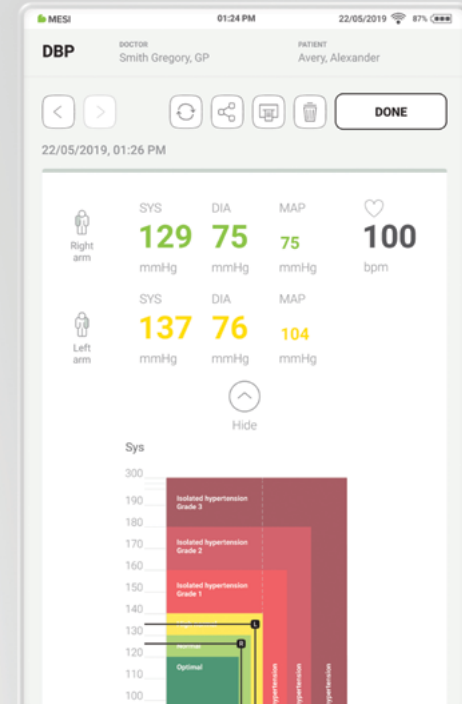 MESI 01:24 PM 22/05/2019 87%
DBP
DOCTOR
Smith Gregory, GP
PATIENT
Avery, Alexander
DONE
22/05/2019, 01:26 PM
SYS DIA MAP
Right
arm
129 75 75 100
mmHg mmHg mmHg bpm
SYS DIA MAP
Left
arm
137 76 104
mmHg mmHg mmHg
Hide
Sys
300
190
Isolated hypertension
Grade 3
180
170
Isolated hypertension
Grade 2
160
150
Isolated hypertension
Grade 1
140
L
130
R
Normal
120
Optimal
110
100